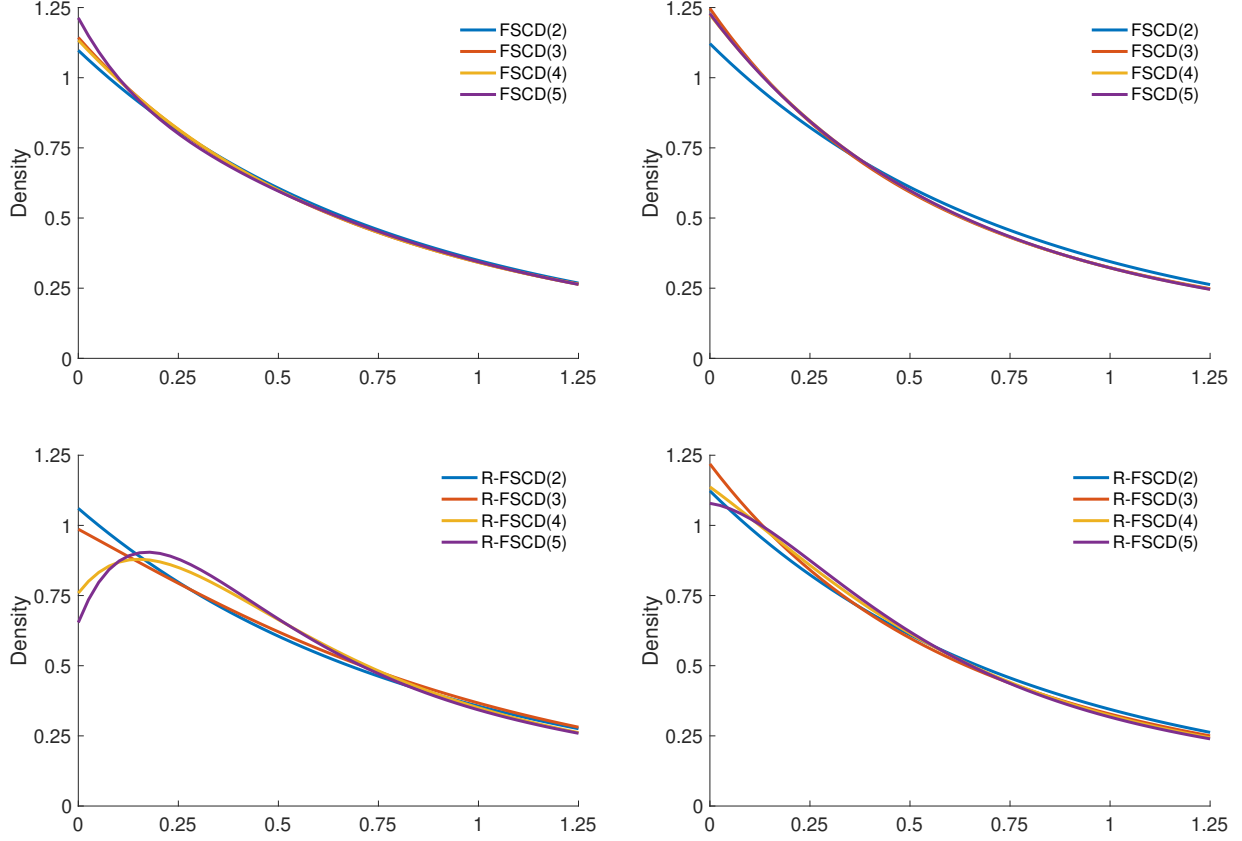 1.25
1
0.75
0.5
0.25
0
Density
0 0.25 0.5 0.75 1 1.25
FSCD(2)
FSCD(3)
FSCD(4)
FSCD(5)
1.25
1
0.75
0.5
0.25
0
Density
0 0.25 0.5 0.75 1 1.25
FSCD(2)
FSCD(3)
FSCD(4)
FSCD(5)
1.25
1
0.75
0.5
0.25
0
Density
0 0.25 0.5 0.75 1 1.25
R-FSCD(2)
R-FSCD(3)
R-FSCD(4)
R-FSCD(5)
1.25
1
0.75
0.5
0.25
0
Density
0 0.25 0.5 0.75 1 1.25
R-FSCD(2)
R-FSCD(3)
R-FSCD(4)
R-FSCD(5)